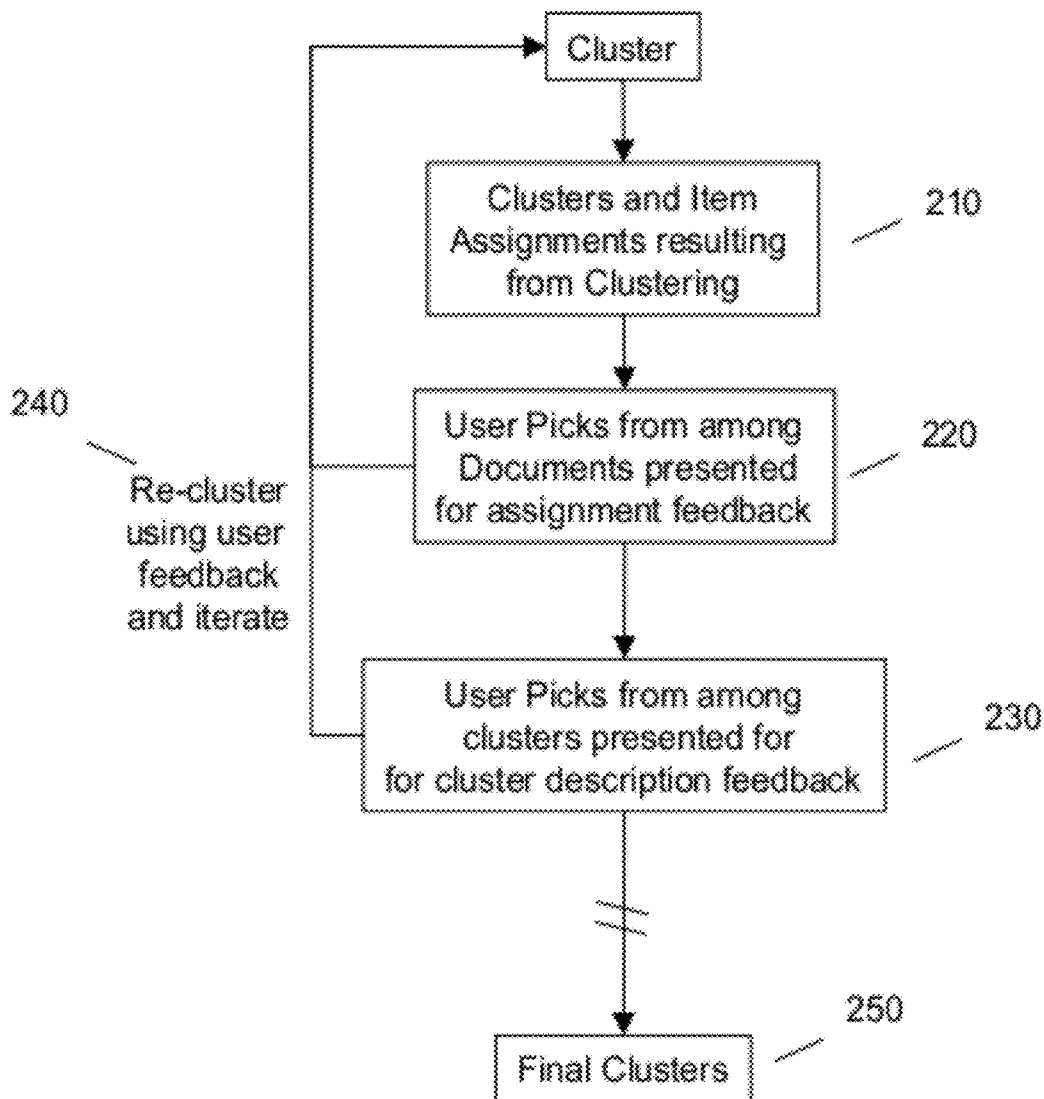 Cluster
Clusters and Item
Assignments resulting
from Clustering
210
240
User Picks from among
Documents presented
for assignment feedback
220
Re-cluster
using user
feedback
and iterate
User Picks from among
clusters presented for
for cluster description feedback
230
250
Final Clusters